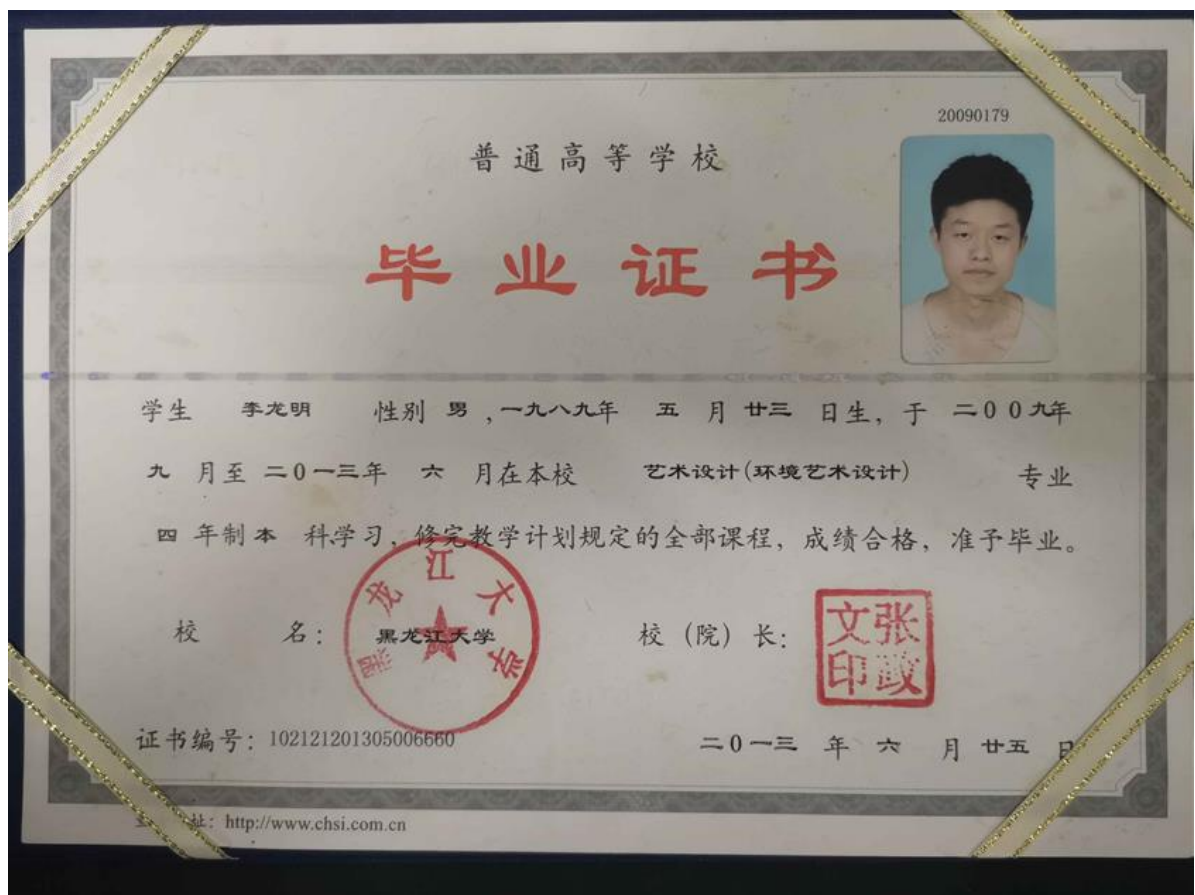 20090179
普通高等学校
毕业证书
学生 李龙明 性别 男，一九八九年 五 月 廿三 日生，于 二00九年
九 月至 二0一三年 六 月在本校 艺术设计(环境艺术设计) 专业
四 年制 本 科学习，修完教学计划规定的全部课程，成绩合格，准予毕业。
校 名： 黑龙江大学 校（院）长：
黑龙江大学
张政文印
证书编号：102121201305006660 二0一三 年 六 月 廿五 日
址：http://www.chsi.com.cn